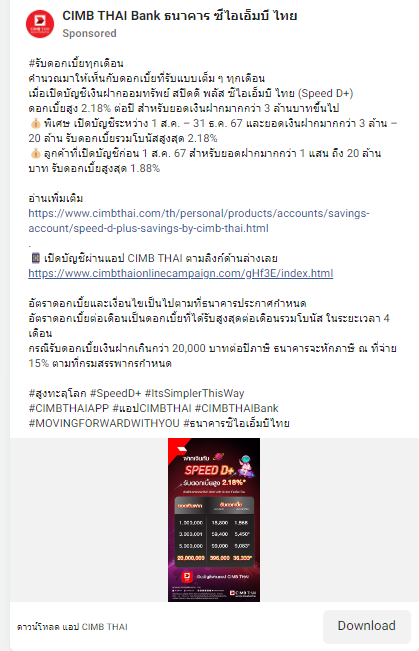 CIMB THAI Bank ธนาคาร ซีไอเอ็มบี ไทย
Sponsored
#รับดอกเบี้ยทุกเดือน
คำนวณมาให้เห็นกับดอกเบี้ยที่รับแบบเต็ม ๆ ทุกเดือน
เมื่อเปิดบัญชีเงินฝากออมทรัพย์ สปีดดี พลัส ซีไอเอ็มบี ไทย (Speed D+)
ดอกเบี้ยสูง 2.18% ต่อปี สำหรับยอดเงินฝากมากกว่า 3 ล้านบาทขึ้นไป
💰 พิเศษ เปิดบัญชีระหว่าง 1 ส.ค. – 31 ธ.ค. 67 และยอดเงินฝากมากกว่า 3 ล้าน –
20 ล้าน รับดอกเบี้ยรวมโบนัสสูงสุด 2.18%
💰 ลูกค้าที่เปิดบัญชีก่อน 1 ส.ค. 67 สำหรับยอดฝากมากกว่า 1 แสน ถึง 20 ล้าน
บาท รับดอกเบี้ยสูงสุด 1.88%
อ่านเพิ่มเติม
https://www.cimbthai.com/th/personal/products/accounts/savings-
account/speed-d-plus-savings-by-cimb-thai.html
.
📱 เปิดบัญชีผ่านแอป CIMB THAI ตามลิงก์ด้านล่างเลย
https://www.cimbthaionlinecampaign.com/gHf3E/index.html
อัตราดอกเบี้ยและเงื่อนไขเป็นไปตามที่ธนาคารประกาศกำหนด
อัตราดอกเบี้ยต่อเดือนเป็นดอกเบี้ยที่ได้รับสูงสุดต่อเดือนรวมโบนัส ในระยะเวลา 4
เดือน
กรณีรับดอกเบี้ยเงินฝากเกินกว่า 20,000 บาทต่อปีภาษี ธนาคารจะหักภาษี ณ ที่จ่าย
15% ตามที่กรมสรรพากรกำหนด
#สูงทะลุโลก #SpeedD+ #ItsSimplerThisWay
#CIMBTHAIAPP #แอปCIMBTHAI #CIMBTHAIBank
#MOVINGFORWARDWITHYOU #ธนาคารซีไอเอ็มบีไทย
ฝากเงินกับ
SPEED D+
รับดอกเบี้ยสูง 2.18%*
1,000,000 18,800 1,566
3,000,001 59,400 5,450*
5,000,000 99,000 9,083*
20,000,000 396,000 36,333*
CIMB THAI
ดาวน์โหลด แอป CIMB THAI
Download